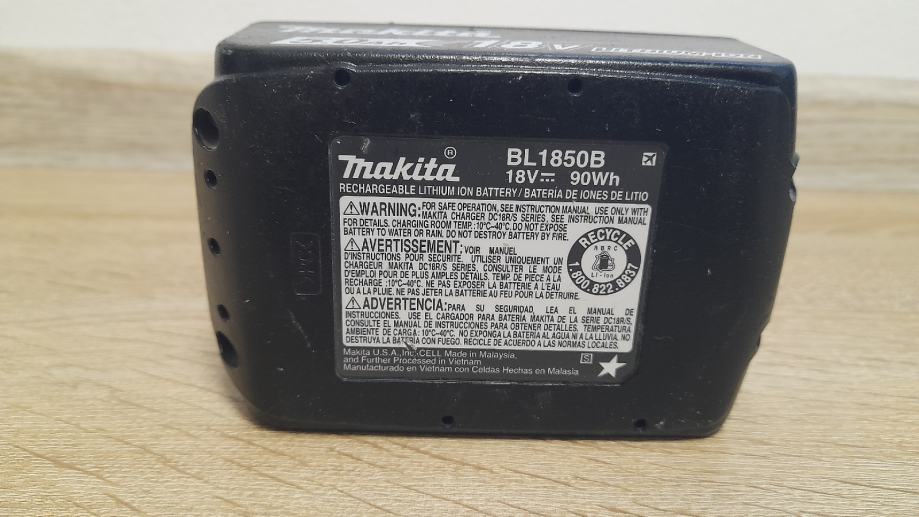 Makita
18V
Makita®
BL1850B
18V⎓ 90Wh
RECHARGEABLE LITHIUM ION BATTERY / BATERÍA DE IONES DE LITIO
⚠WARNING: FOR SAFE OPERATION, SEE INSTRUCTION MANUAL. USE ONLY WITH
MAKITA CHARGER DC18R/S SERIES, SEE INSTRUCTION MANUAL
FOR DETAILS. CHARGING ROOM TEMP.: 10°C–40°C. DO NOT EXPOSE
BATTERY TO WATER OR RAIN. DO NOT DESTROY BATTERY BY FIRE.
⚠AVERTISSEMENT: VOIR MANUEL
D'INSTRUCTIONS POUR SECURITE. UTILISER UNIQUEMENT UN
CHARGEUR MAKITA DC18R/S SERIES, CONSULTER LE MODE
D'EMPLOI POUR DE PLUS AMPLES DÉTAILS. TEMP. DE PIECE A LA
RECHARGE :10°C–40°C. NE PAS EXPOSER LA BATTERIE A L'EAU
OU A LA PLUIE. NE PAS JETER LA BATTERIE AU FEU POUR LA DETRUIRE.
⚠ADVERTENCIA: PARA SU SEGURIDAD, LEA EL MANUAL DE
INSTRUCCIONES. USE EL CARGADOR PARA BATERÍA MAKITA DE LA SERIE DC18R/S,
CONSULTE EL MANUAL DE INSTRUCCIONES PARA OBTENER DETALLES. TEMPERATURA
AMBIENTE DE CARGA: 10°C–40°C. NO EXPONGA LA BATERÍA AL AGUA NI A LA LLUVIA. NO
DESTRUYA LA BATERÍA CON FUEGO. RECICLE DE ACUERDO A LAS NORMAS LOCALES.
RECYCLE
RBRC
Li-ion
1.800.822.8837
Makita U.S.A., Inc. CELL Made in Malaysia,
and Further Processed in Vietnam
Manufacturado en Vietnam con Celdas Hechas en Malasia
S